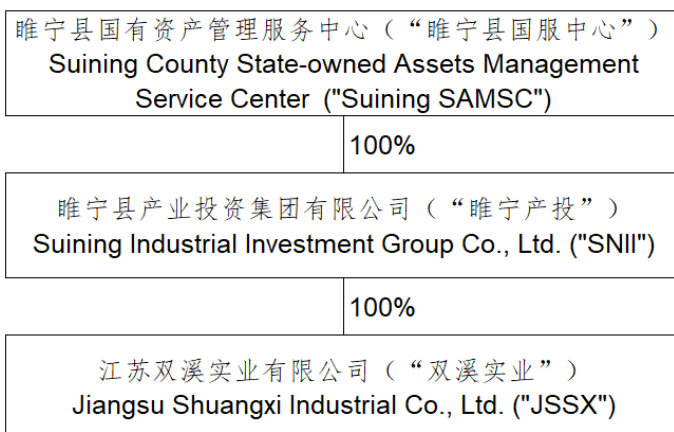 睢宁县国有资产管理服务中心（“睢宁县国服中心”）
Suining County State-owned Assets Management
Service Center ("Suining SAMSC")
100%
睢宁县产业投资集团有限公司（“睢宁产投”）
Suining Industrial Investment Group Co., Ltd. ("SNII")
100%
江苏双溪实业有限公司（“双溪实业”）
Jiangsu Shuangxi Industrial Co., Ltd. ("JSSX")